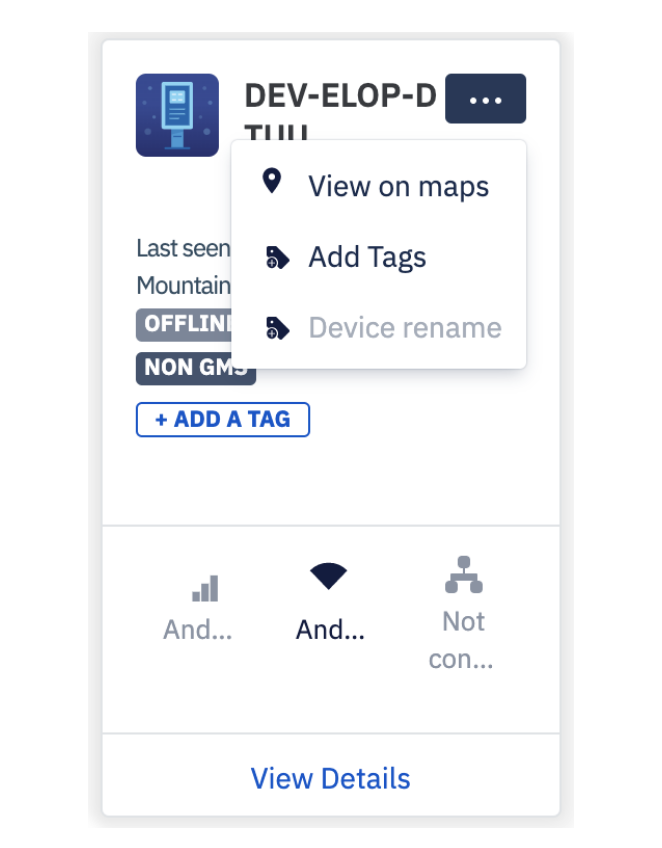 DEV-ELOP-D
...
View on maps
Last seen
Add Tags
Mountain
OFFLINE
Device rename
NON GMS
+ ADD A TAG
And...
And...
Not
con...
View Details